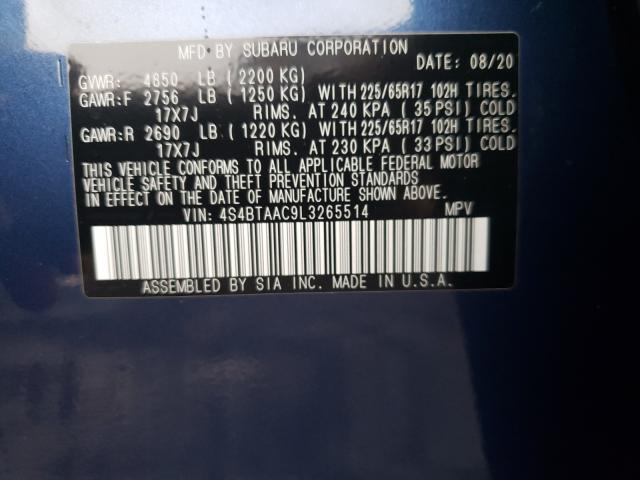 MFD BY SUBARU CORPORATION DATE: 08/20
GVWR: 4850 LB (2200 KG)
GAWR:F 2756 LB (1250 KG) WITH 225/65R17 102H TIRES.
17X7J RIMS. AT 240 KPA (35 PSI) COLD
GAWR:R 2690 LB (1220 KG) WITH 225/65R17 102H TIRES.
17X7J RIMS. AT 230 KPA (33 PSI) COLD
THIS VEHICLE CONFORMS TO ALL APPLICABLE FEDERAL MOTOR
VEHICLE SAFETY AND THEFT PREVENTION STANDARDS
IN EFFECT ON THE DATE OF MANUFACTURE SHOWN ABOVE.
VIN: 4S4BTAAC9L3265514 MPV
ASSEMBLED BY SIA INC. MADE IN U.S.A.